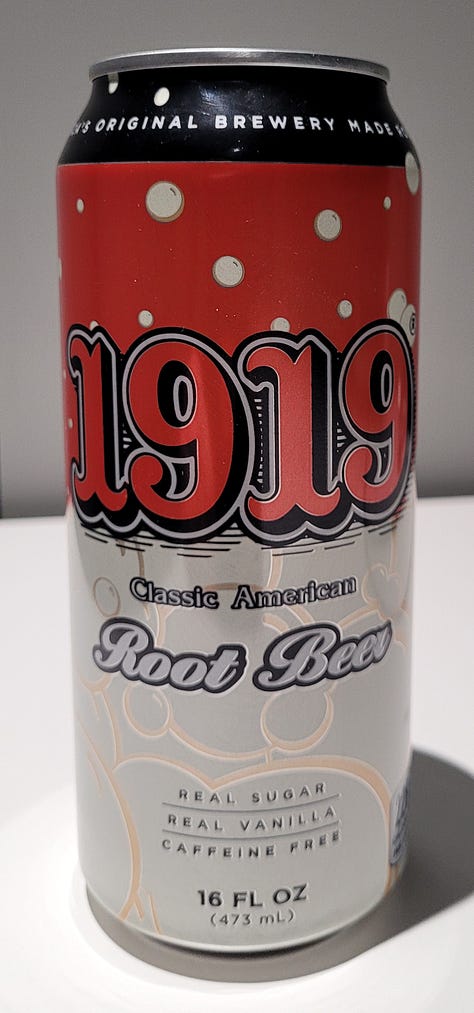 ORIGINAL BREWERY MADE
1919®
Classic American
Root Beer
REAL SUGAR
REAL VANILLA
CAFFEINE FREE
16 FL OZ
(473 mL)